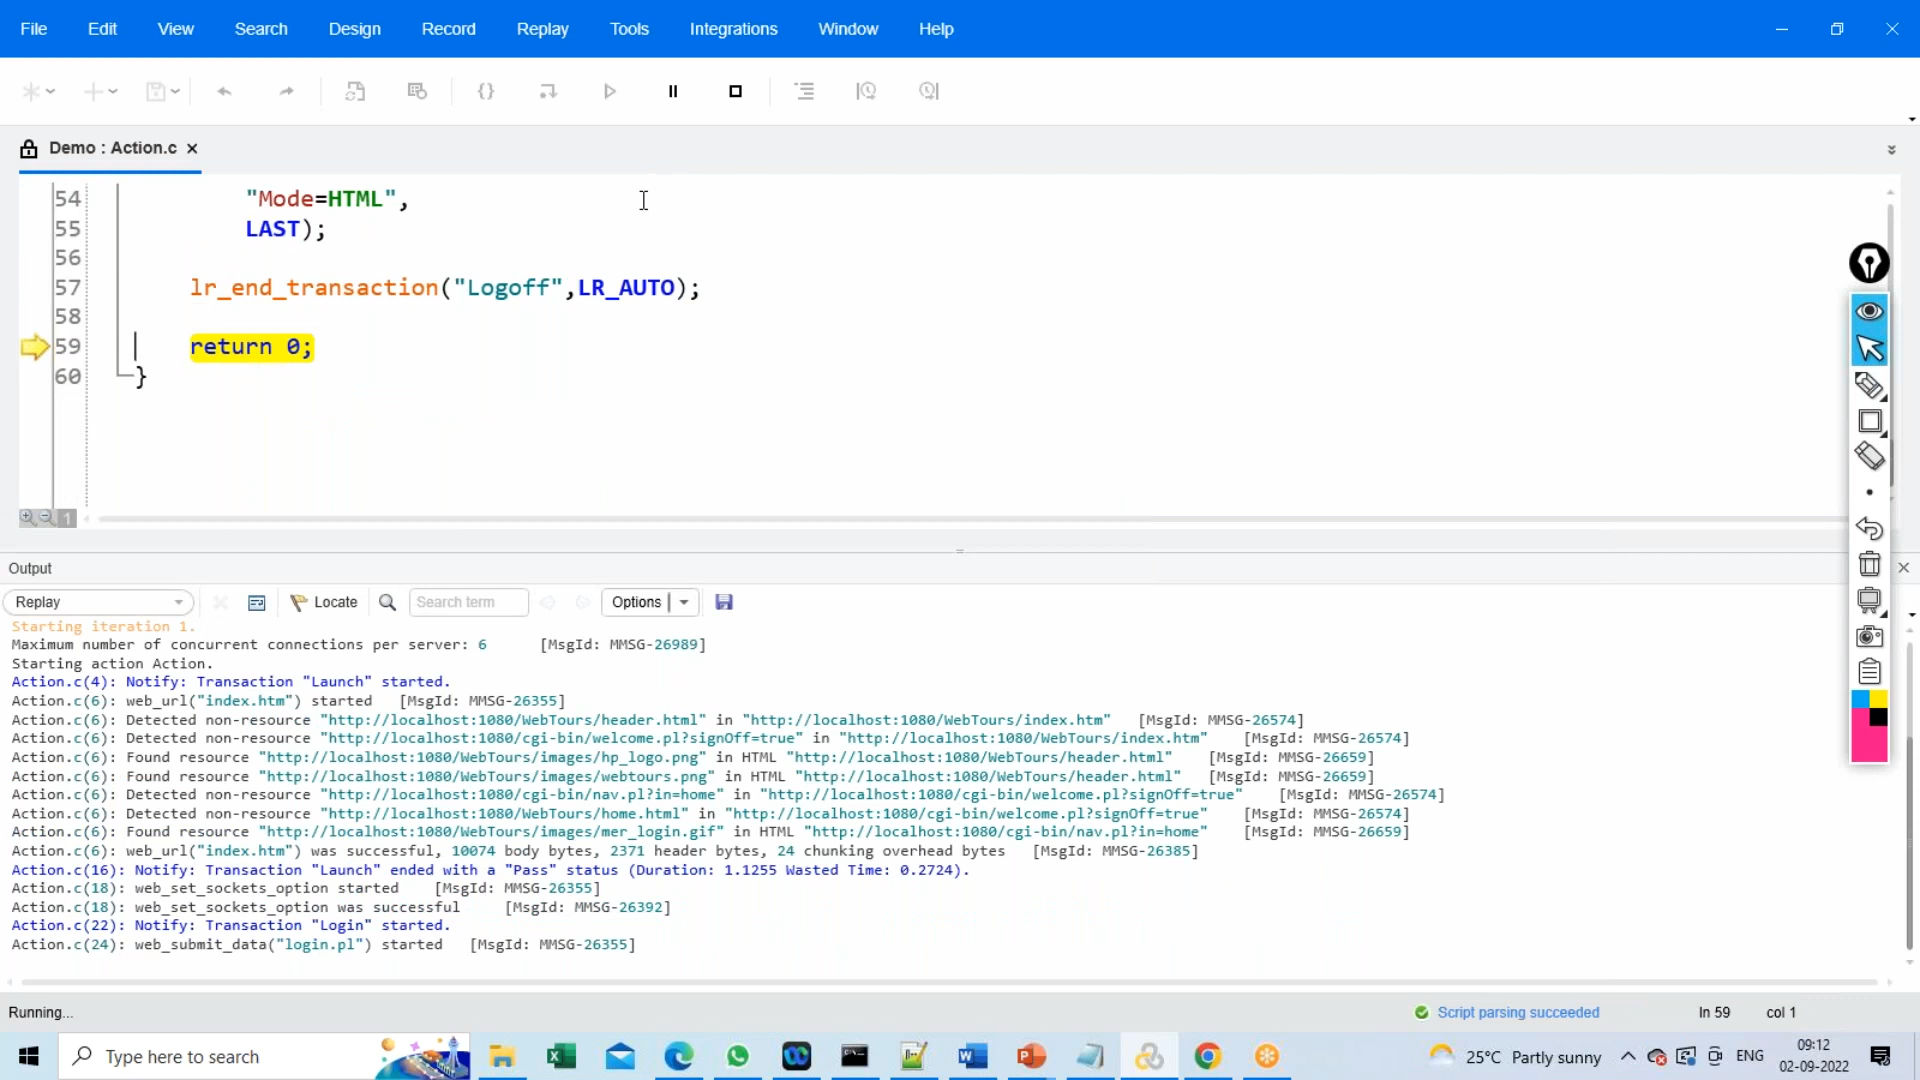 File Edit View Search Design Record Replay Tools Integrations Window Help
Demo : Action.c
54 "Mode=HTML",
55 LAST);
56
57 lr_end_transaction("Logoff",LR_AUTO);
58
59 return 0;
60 }
1
Output
Replay Locate Search term Options
Starting iteration 1.
Maximum number of concurrent connections per server: 6 [MsgId: MMSG-26989]
Starting action Action.
Action.c(4): Notify: Transaction "Launch" started.
Action.c(6): web_url("index.htm") started [MsgId: MMSG-26355]
Action.c(6): Detected non-resource "http://localhost:1080/WebTours/header.html" in "http://localhost:1080/WebTours/index.htm" [MsgId: MMSG-26574]
Action.c(6): Detected non-resource "http://localhost:1080/cgi-bin/welcome.pl?signOff=true" in "http://localhost:1080/WebTours/index.htm" [MsgId: MMSG-26574]
Action.c(6): Found resource "http://localhost:1080/WebTours/images/hp_logo.png" in HTML "http://localhost:1080/WebTours/header.html" [MsgId: MMSG-26659]
Action.c(6): Found resource "http://localhost:1080/WebTours/images/webtours.png" in HTML "http://localhost:1080/WebTours/header.html" [MsgId: MMSG-26659]
Action.c(6): Detected non-resource "http://localhost:1080/cgi-bin/nav.pl?in=home" in "http://localhost:1080/cgi-bin/welcome.pl?signOff=true" [MsgId: MMSG-26574]
Action.c(6): Detected non-resource "http://localhost:1080/WebTours/home.html" in "http://localhost:1080/cgi-bin/welcome.pl?signOff=true" [MsgId: MMSG-26574]
Action.c(6): Found resource "http://localhost:1080/WebTours/images/mer_login.gif" in HTML "http://localhost:1080/cgi-bin/nav.pl?in=home" [MsgId: MMSG-26659]
Action.c(6): web_url("index.htm") was successful, 10074 body bytes, 2371 header bytes, 24 chunking overhead bytes [MsgId: MMSG-26385]
Action.c(16): Notify: Transaction "Launch" ended with a "Pass" status (Duration: 1.1255 Wasted Time: 0.2724).
Action.c(18): web_set_sockets_option started [MsgId: MMSG-26355]
Action.c(18): web_set_sockets_option was successful [MsgId: MMSG-26392]
Action.c(22): Notify: Transaction "Login" started.
Action.c(24): web_submit_data("login.pl") started [MsgId: MMSG-26355]
Running... Script parsing succeeded ln 59 col 1
Type here to search 25°C Partly sunny ENG 09:12
02-09-2022